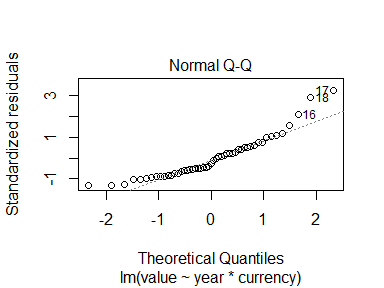 Normal Q-Q
Standardized residuals
3
1
-1
17
18
16
-2
-1
0
1
2
Theoretical Quantiles
lm(value ~ year * currency)